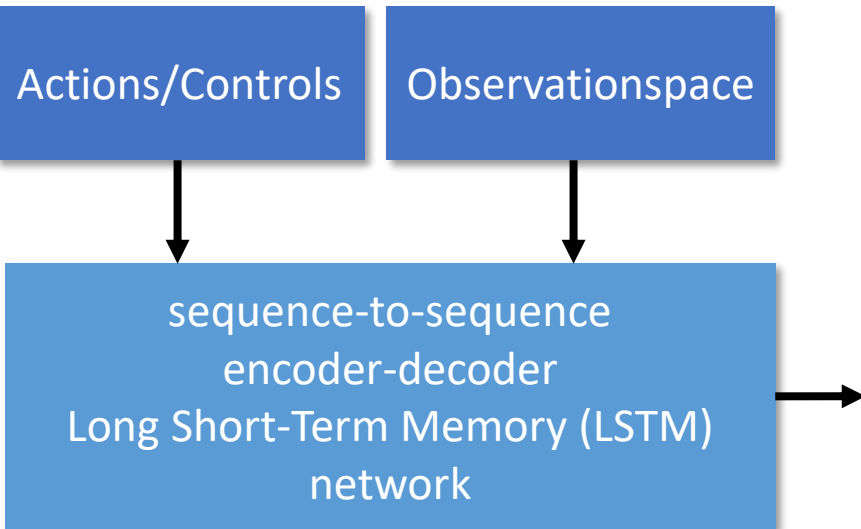 Actions/Controls
Observationspace
sequence-to-sequence
encoder-decoder
Long Short-Term Memory (LSTM)
network